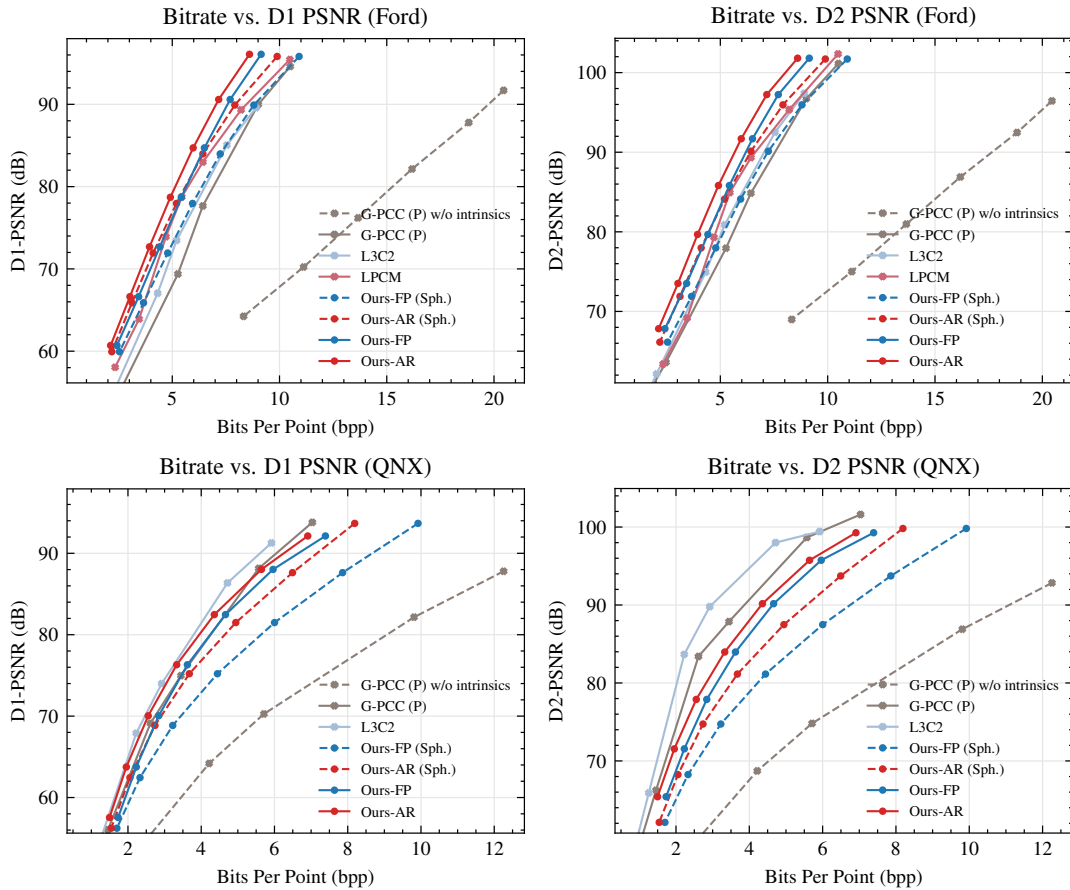 Bitrate vs. D1 PSNR (Ford)
90
80
70
60
D1-PSNR (dB)
5
10
15
20
Bits Per Point (bpp)
G-PCC (P) w/o intrinsics
G-PCC (P)
L3C2
LPCM
Ours-FP (Sph.)
Ours-AR (Sph.)
Ours-FP
Ours-AR
Bitrate vs. D2 PSNR (Ford)
100
90
80
70
D2-PSNR (dB)
5
10
15
20
Bits Per Point (bpp)
G-PCC (P) w/o intrinsics
G-PCC (P)
L3C2
LPCM
Ours-FP (Sph.)
Ours-AR (Sph.)
Ours-FP
Ours-AR
Bitrate vs. D1 PSNR (QNX)
90
80
70
60
D1-PSNR (dB)
2
4
6
8
10
12
Bits Per Point (bpp)
G-PCC (P) w/o intrinsics
G-PCC (P)
L3C2
Ours-FP (Sph.)
Ours-AR (Sph.)
Ours-FP
Ours-AR
Bitrate vs. D2 PSNR (QNX)
100
90
80
70
D2-PSNR (dB)
2
4
6
8
10
12
Bits Per Point (bpp)
G-PCC (P) w/o intrinsics
G-PCC (P)
L3C2
Ours-FP (Sph.)
Ours-AR (Sph.)
Ours-FP
Ours-AR